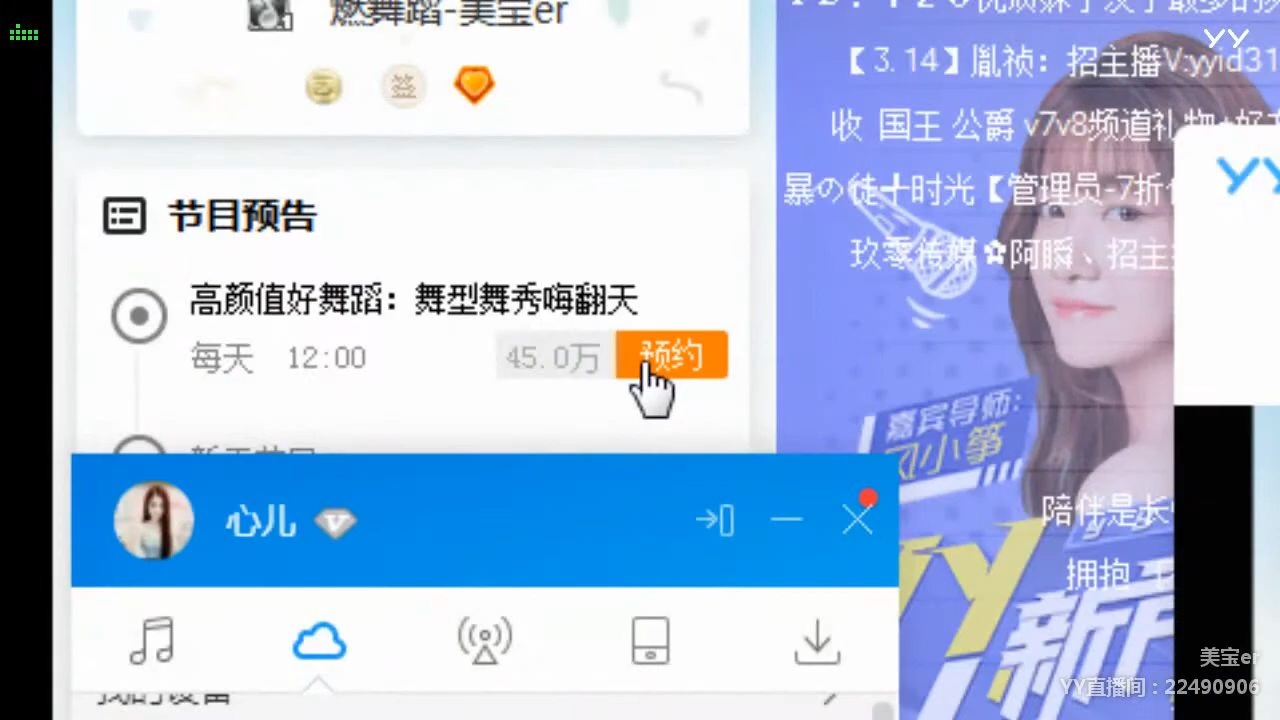 燃舞蹈-美宝er
签
节目预告
高颜值好舞蹈：舞型舞秀嗨翻天
每天 12:00
45.0万
预约
心儿
V
YY
【3.14】胤祯：招主播V:yyid31
收 国王 公爵 v7v8频道礼物+好
暴の徒╋时光【管理员-7折
YY
玖零传媒✿阿瞬、招主
嘉宾导师:
风小筝
陪伴是长
拥抱
YY
新
美宝er
YY直播间：22490906